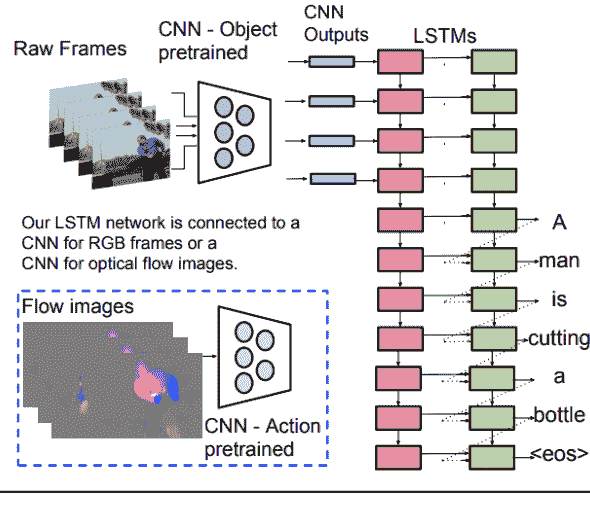 Raw Frames
CNN - Object
pretrained
CNN
Outputs
LSTMs
Our LSTM network is connected to a
CNN for RGB frames or a
CNN for optical flow images.
Flow images
CNN - Action
pretrained
A
man
is
cutting
a
bottle
<eos>